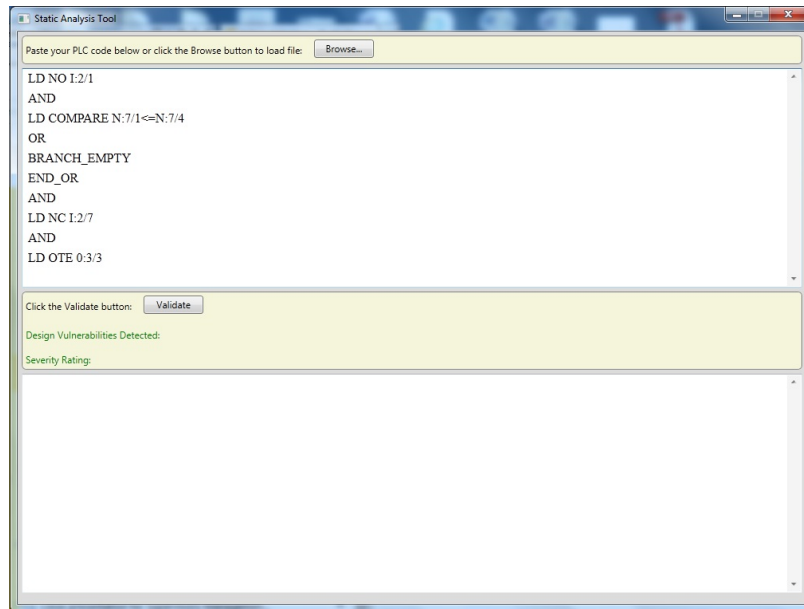 Static Analysis Tool
Paste your PLC code below or click the Browse button to load file: Browse...
LD NO I:2/1
AND
LD COMPARE N:7/1<=N:7/4
OR
BRANCH_EMPTY
END_OR
AND
LD NC I:2/7
AND
LD OTE 0:3/3
Click the Validate button: Validate
Design Vulnerabilities Detected:
Severity Rating: